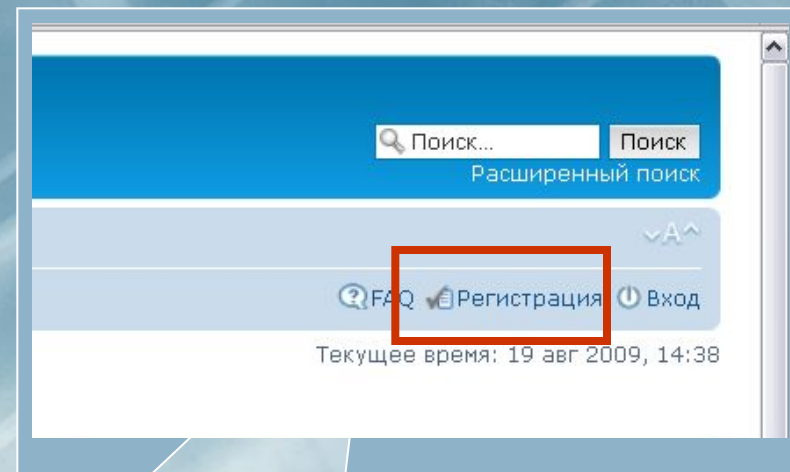 Поиск... Поиск
Расширенный поиск
A
FAQ Регистрация Вход
Текущее время: 19 авг 2009, 14:38